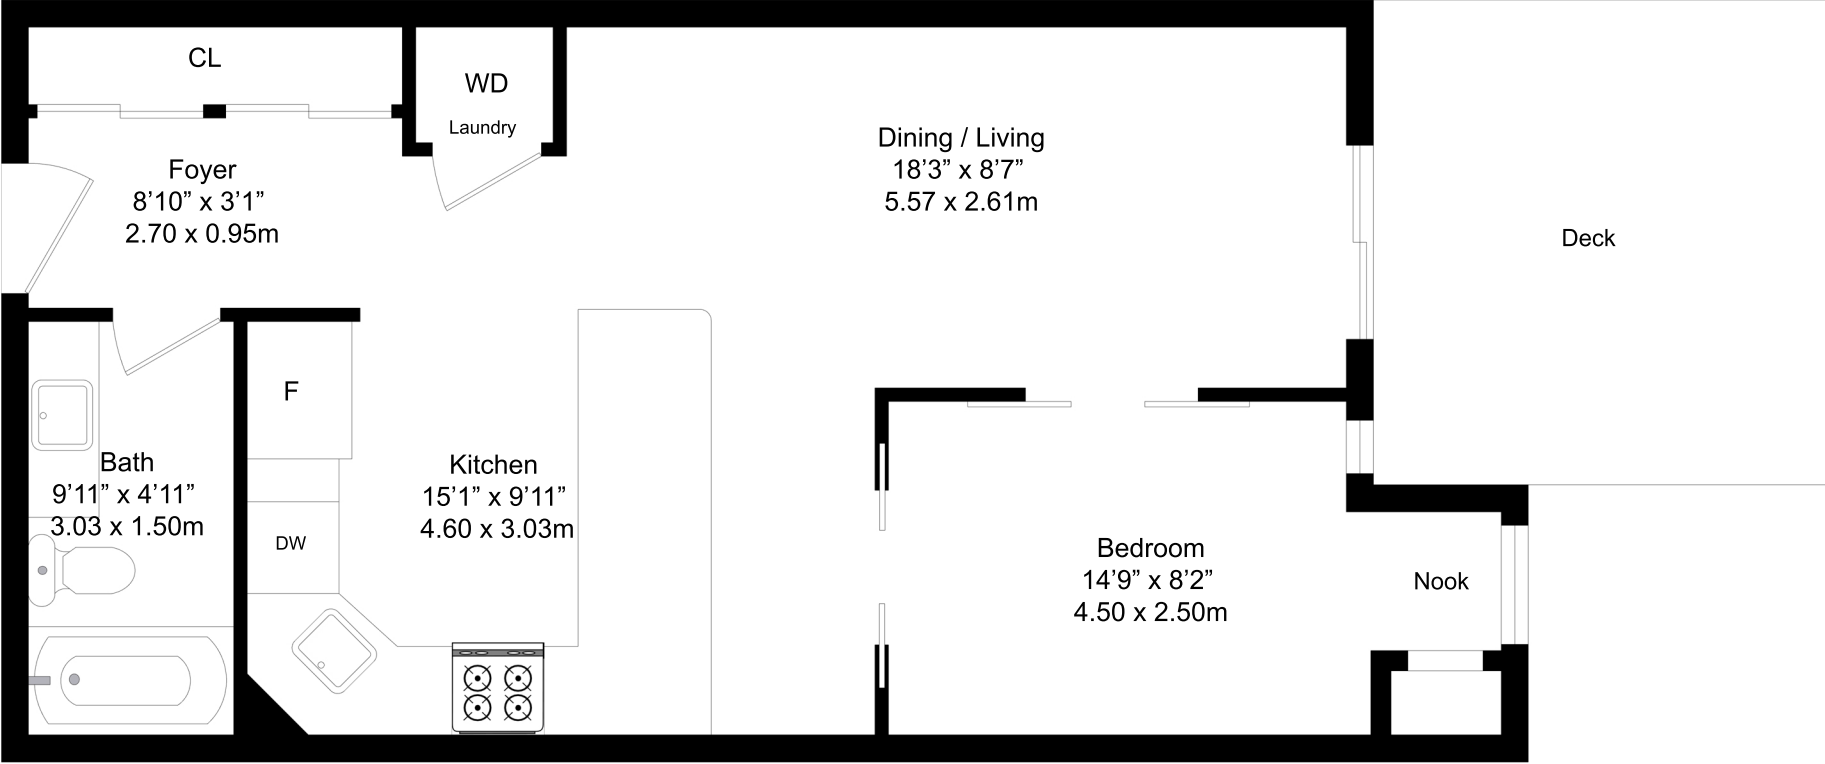 CL
WD
Laundry
Foyer
8’10” x 3’1”
2.70 x 0.95m
Dining / Living
18’3” x 8’7”
5.57 x 2.61m
Deck
F
Bath
9’11” x 4’11”
3.03 x 1.50m
Kitchen
15’1” x 9’11”
4.60 x 3.03m
DW
Bedroom
14’9” x 8’2”
4.50 x 2.50m
Nook